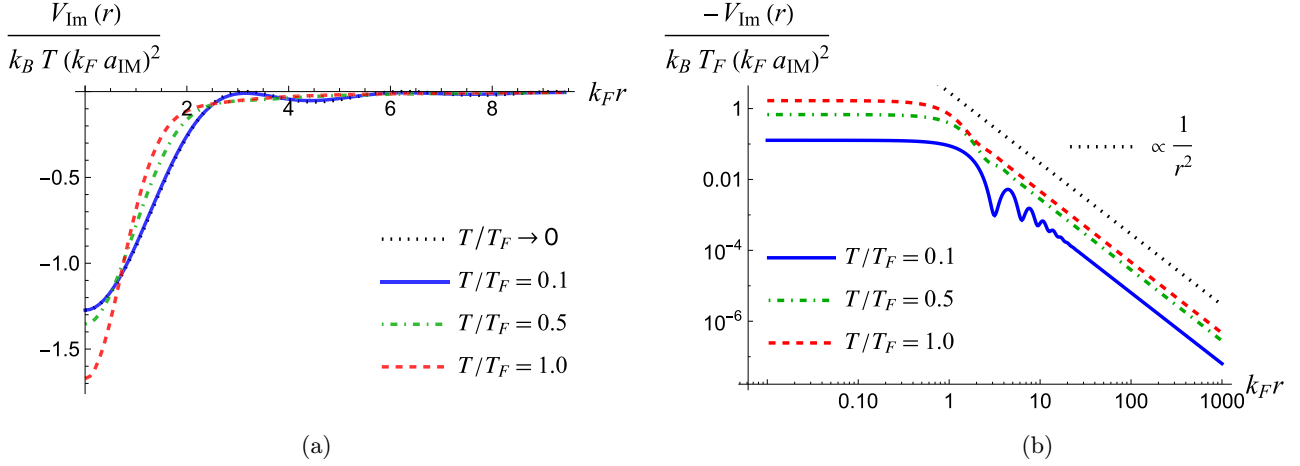 V_Im (r)
k_B T (k_F a_IM)^2
2
4
6
8
k_F r
−0.5
−1.0
−1.5
T/T_F → 0
T/T_F = 0.1
T/T_F = 0.5
T/T_F = 1.0
(a)
−V_Im (r)
k_B T_F (k_F a_IM)^2
1
0.01
10^−4
10^−6
∝ 1/r^2
T/T_F = 0.1
T/T_F = 0.5
T/T_F = 1.0
0.10
1
10
100
1000
k_F r
(b)